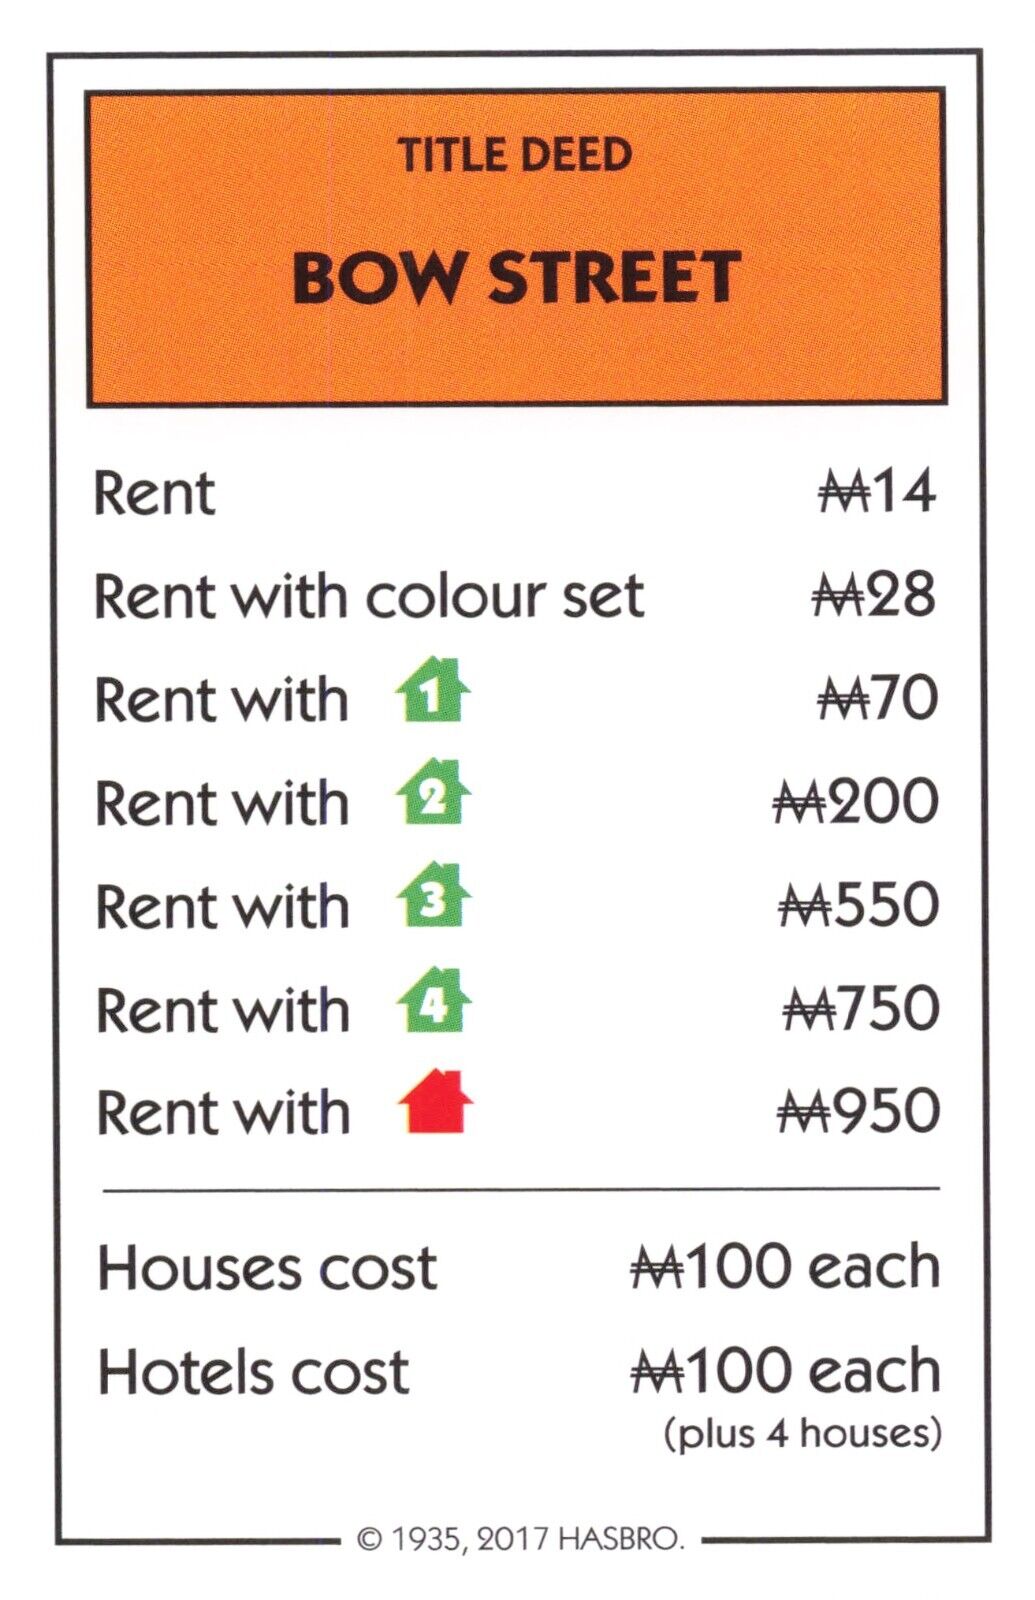 TITLE DEED
BOW STREET
Rent ₩14
Rent with colour set ₩28
Rent with 1 ₩70
Rent with 2 ₩200
Rent with 3 ₩550
Rent with 4 ₩750
Rent with ₩950
Houses cost ₩100 each
Hotels cost ₩100 each
(plus 4 houses)
© 1935, 2017 HASBRO.